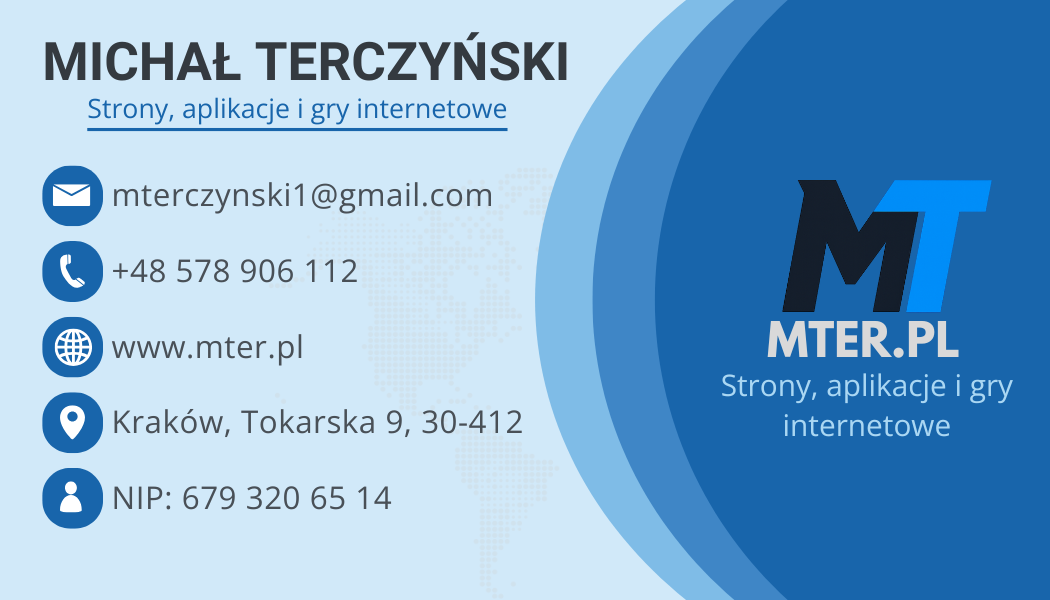 MICHAŁ TERCZYŃSKI
Strony, aplikacje i gry internetowe
mterczynski1@gmail.com
+48 578 906 112
www.mter.pl
Kraków, Tokarska 9, 30-412
NIP: 679 320 65 14
MT
MTER.PL
Strony, aplikacje i gry
internetowe